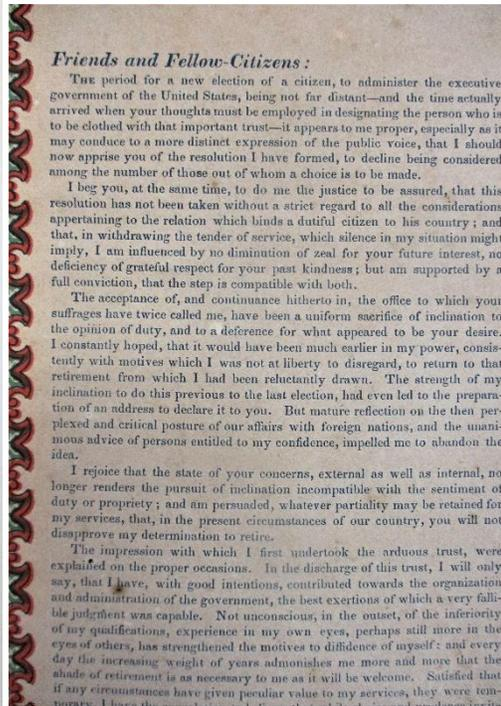 Friends and Fellow-Citizens:
THE period for a new election of a citizen, to administer the executive
government of the United States, being not far distant—and the time actually
arrived when your thoughts must be employed in designating the person who is
to be clothed with that important trust—it appears to me proper, especially as it
may conduce to a more distinct expression of the public voice, that I should
now apprise you of the resolution I have formed, to decline being considered
among the number of those out of whom a choice is to be made.
I beg you, at the same time, to do me the justice to be assured, that this
resolution has not been taken without a strict regard to all the considerations
appertaining to the relation which binds a dutiful citizen to his country; and
that, in withdrawing the tender of service, which silence in my situation might
imply, I am influenced by no diminution of zeal for your future interest, no
deficiency of grateful respect for your past kindness; but am supported by a
full conviction, that the step is compatible with both.
The acceptance of, and continuance hitherto in, the office to which you
suffrages have twice called me, have been a uniform sacrifice of inclination to
the opinion of duty, and to a deference for what appeared to be your desire.
I constantly hoped, that it would have been much earlier in my power, consis-
tently with motives which I was not at liberty to disregard, to return to that
retirement from which I had been reluctantly drawn. The strength of my
inclination to do this previous to the last election, had even led to the prepara-
tion of an address to declare it to you. But mature reflection on the then per-
plexed and critical posture of our affairs with foreign nations, and the unani-
mous advice of persons entitled to my confidence, impelled me to abandon the
idea.
I rejoice that the state of your concerns, external as well as internal, no
longer renders the pursuit of inclination incompatible with the sentiment of
duty or propriety; and am persuaded, whatever partiality may be retained for
my services, that, in the present circumstances of our country, you will not
disapprove my determination to retire.
The impression with which I first undertook the arduous trust, were
explained on the proper occasions. In the discharge of this trust, I will only
say, that I have, with good intentions, contributed towards the organization
and administration of the government, the best exertions of which a very falli-
ble judgment was capable. Not unconscious, in the outset, of the inferiority
of my qualifications, experience in my own eyes, perhaps still more in the
eyes of others, has strengthened the motives to diffidence of myself: and every
day the increasing weight of years admonishes me more and more that the
shade of retirement is as necessary to me as it will be welcome. Satisfied that
if any circumstances have given peculiar value to my services, they were tem-